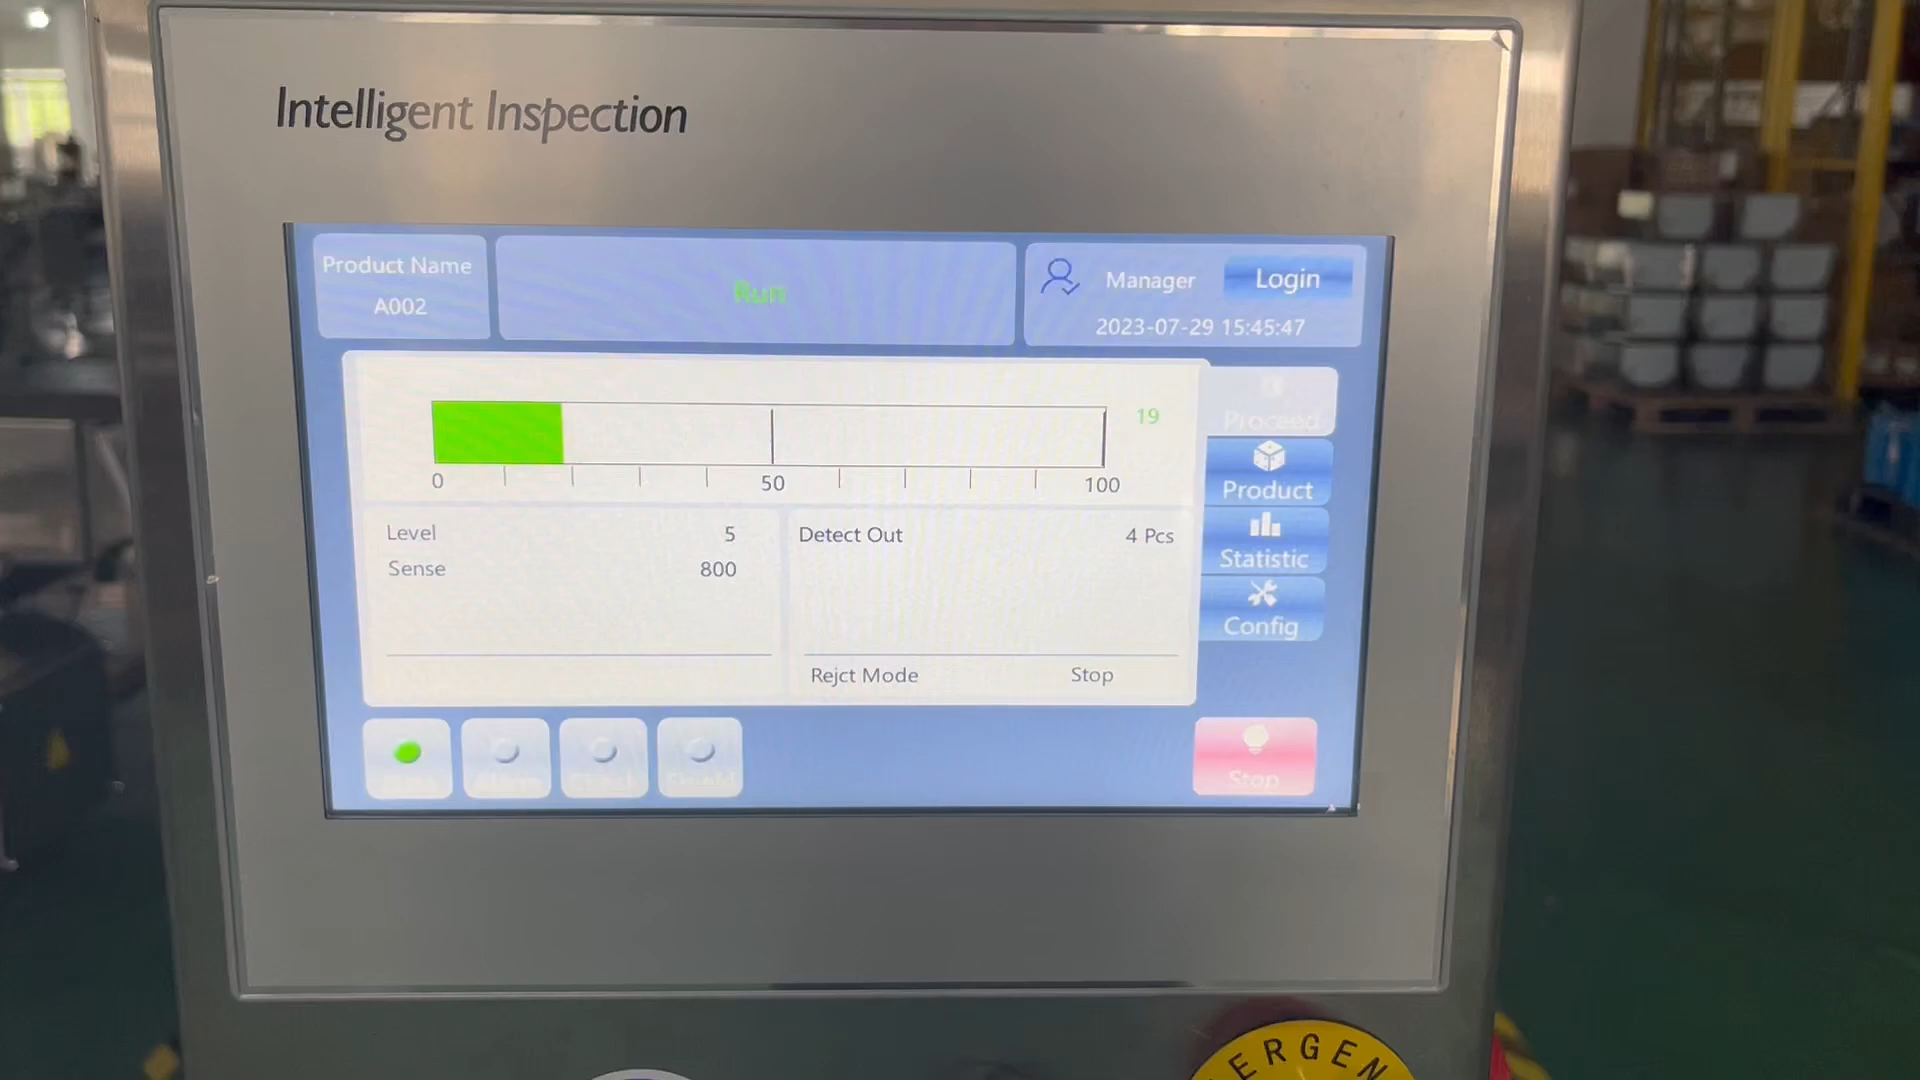 Intelligent Inspection
Product Name
A002
Run
Manager
Login
2023-07-29 15:45:47
19
0
50
100
Proceed
Product
Statistic
Config
Level 5
Sense 800
Detect Out 4 Pcs
Rejct Mode Stop
Stop
ERGEN